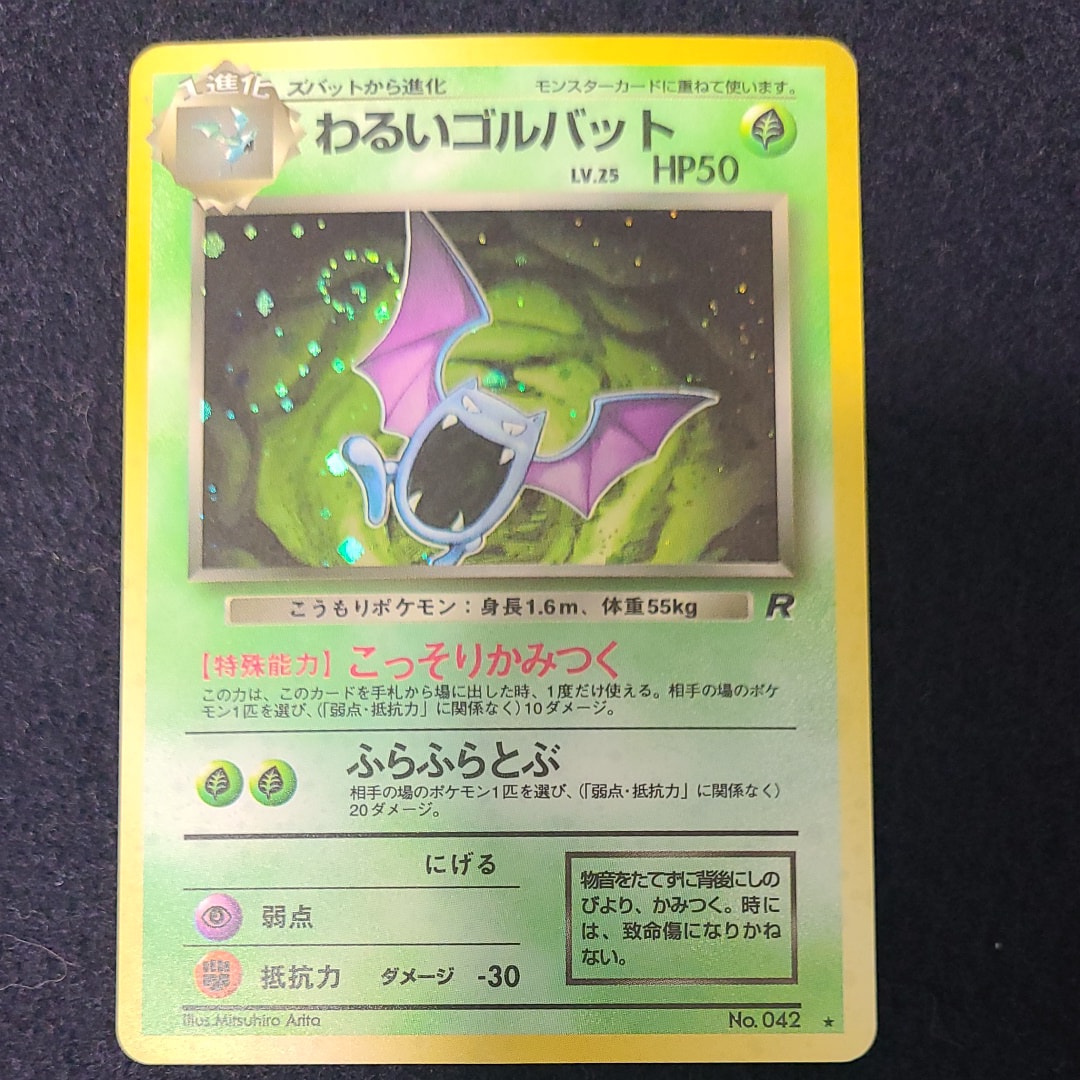 1進化 ズバットから進化 モンスターカードに重ねて使います。
わるいゴルバット
LV.25 HP50
こうもりポケモン：身長1.6m、体重55kg R
【特殊能力】こっそりかみつく
この力は、このカードを手札から場に出した時、1度だけ使える。相手の場のポケ
モン1匹を選び、（「弱点・抵抗力」に関係なく）10ダメージ。
ふらふらとぶ
相手の場のポケモン1匹を選び、（「弱点・抵抗力」に関係なく）
20ダメージ。
にげる
弱点
抵抗力 ダメージ -30
物音をたてずに背後にしの
びより、かみつく。時に
は、致命傷になりかね
ない。
Illus. Mitsuhiro Arita No. 042 ★